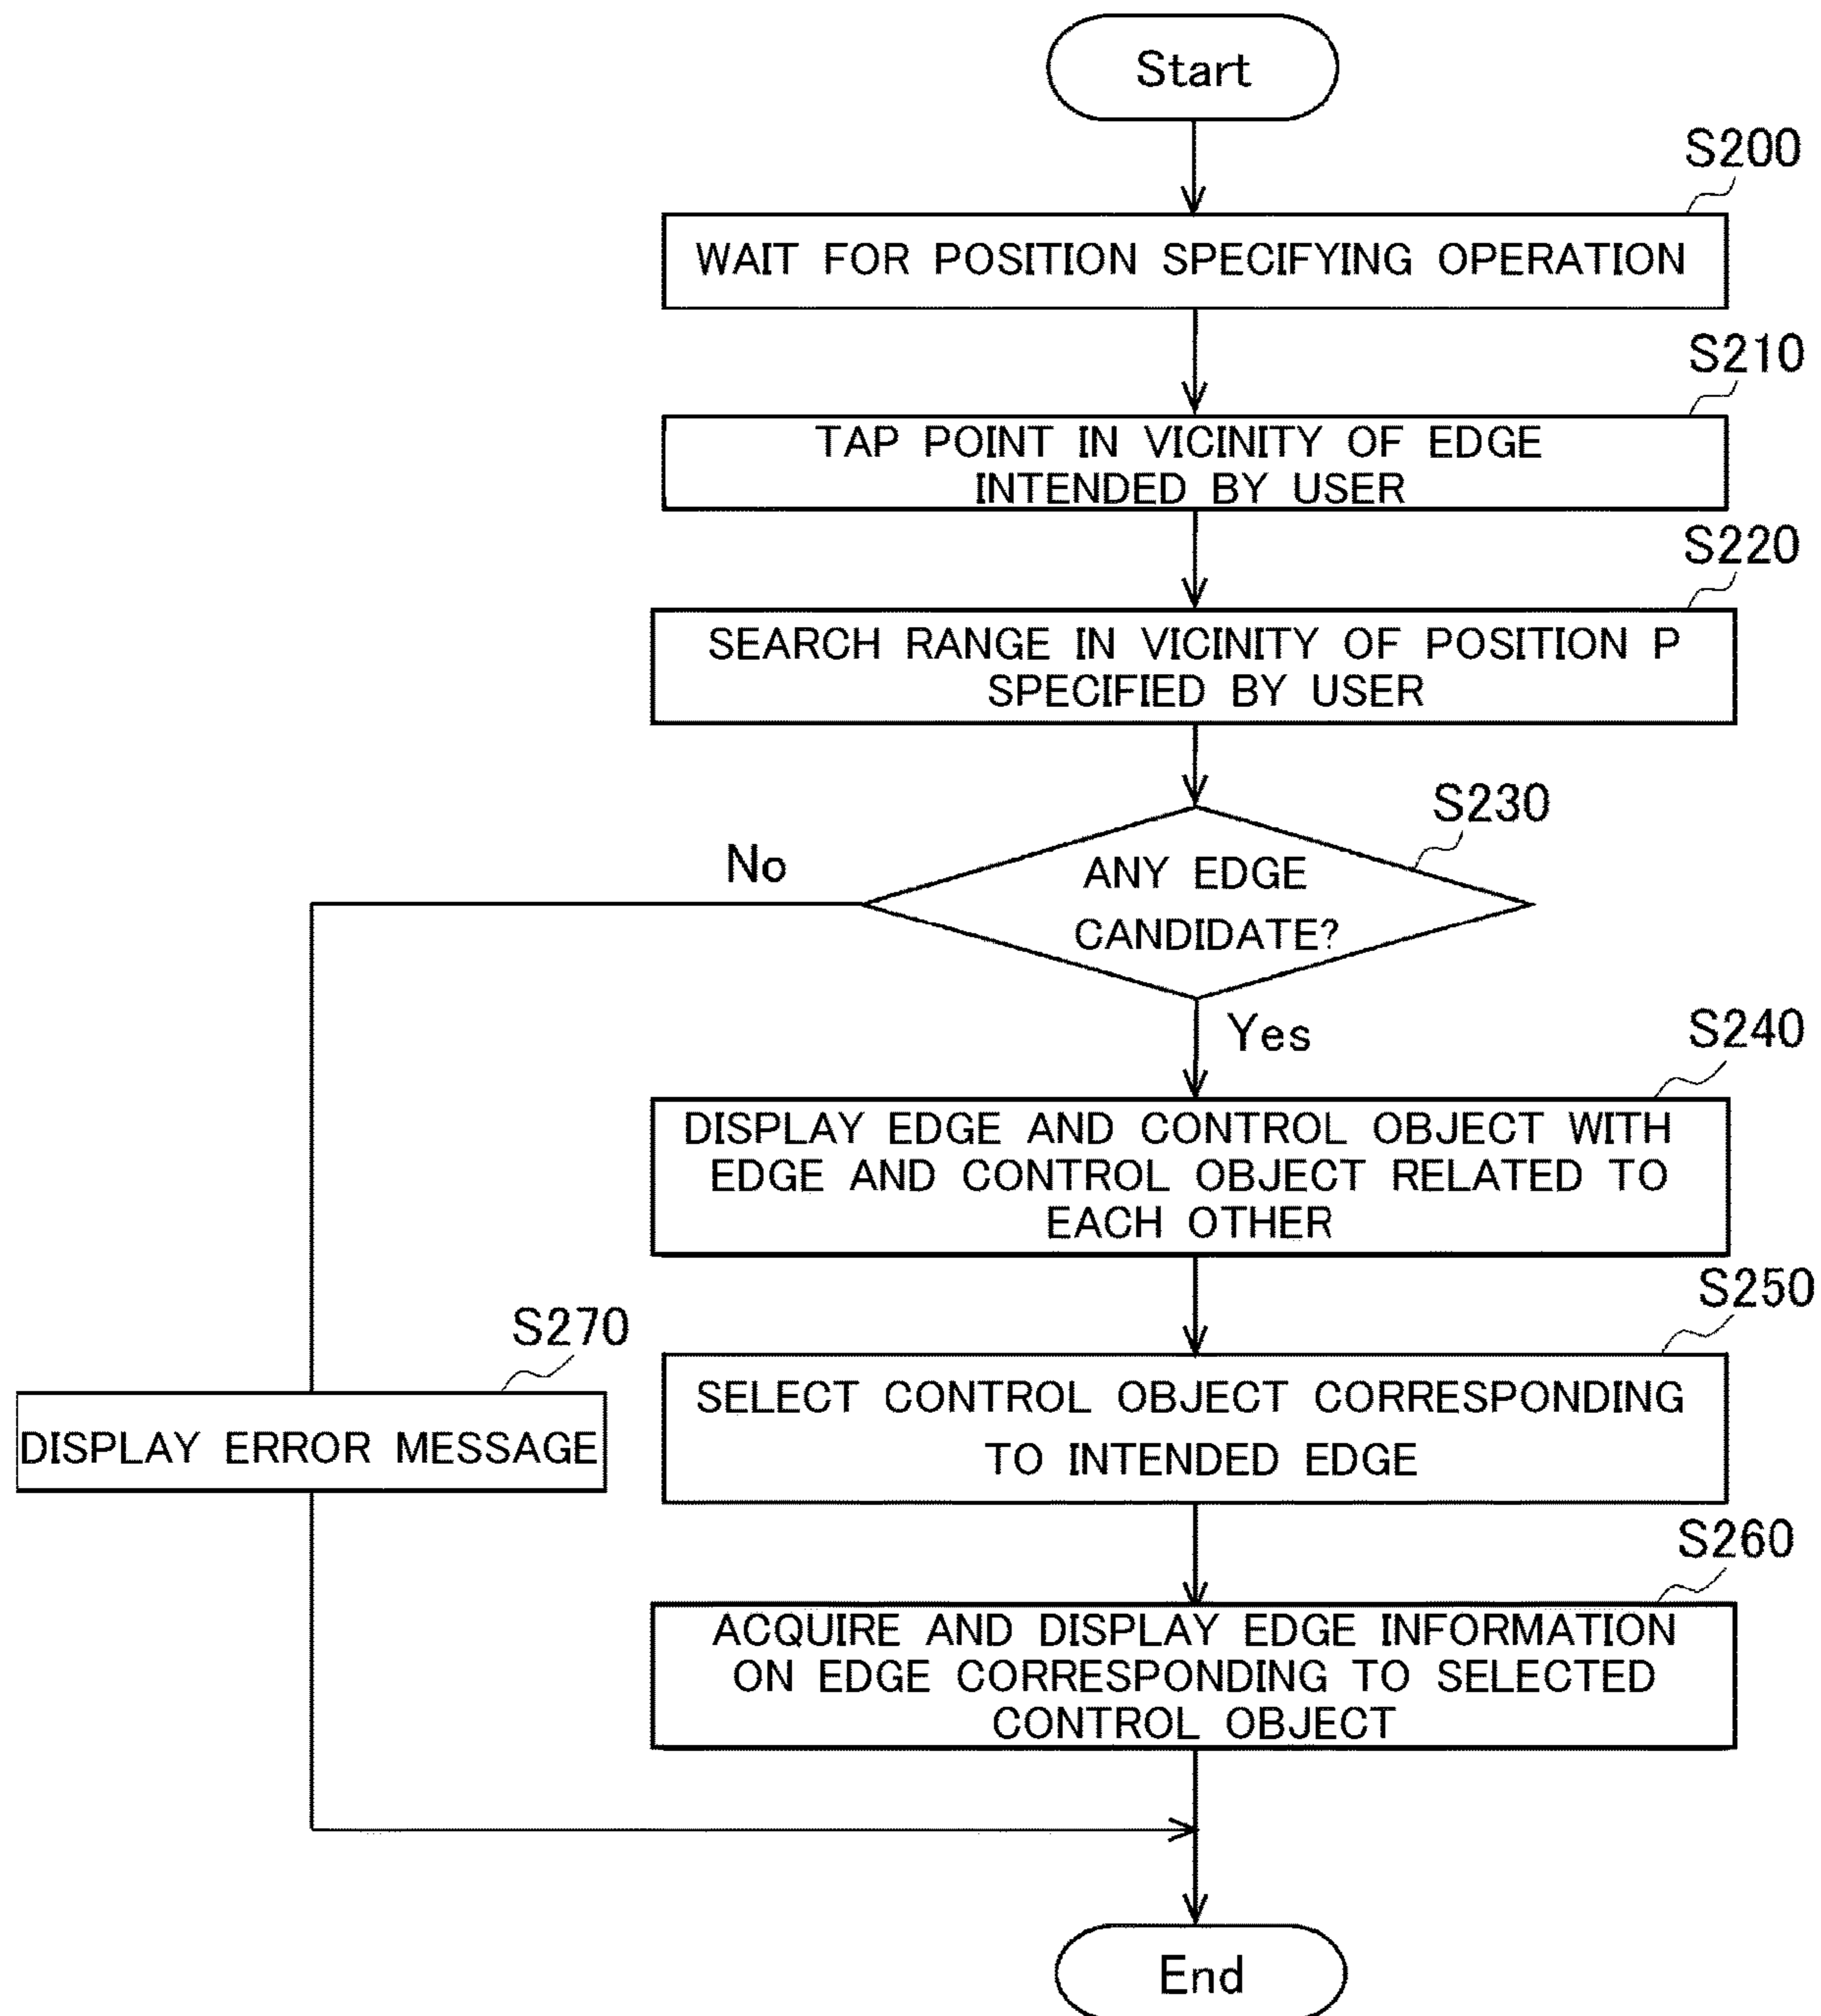 Start
S200
WAIT FOR POSITION SPECIFYING OPERATION
S210
TAP POINT IN VICINITY OF EDGE
INTENDED BY USER
S220
SEARCH RANGE IN VICINITY OF POSITION P
SPECIFIED BY USER
S230
No
ANY EDGE
CANDIDATE?
Yes
S240
DISPLAY EDGE AND CONTROL OBJECT WITH
EDGE AND CONTROL OBJECT RELATED TO
EACH OTHER
S250
SELECT CONTROL OBJECT CORRESPONDING
TO INTENDED EDGE
S270
DISPLAY ERROR MESSAGE
S260
ACQUIRE AND DISPLAY EDGE INFORMATION
ON EDGE CORRESPONDING TO SELECTED
CONTROL OBJECT
End